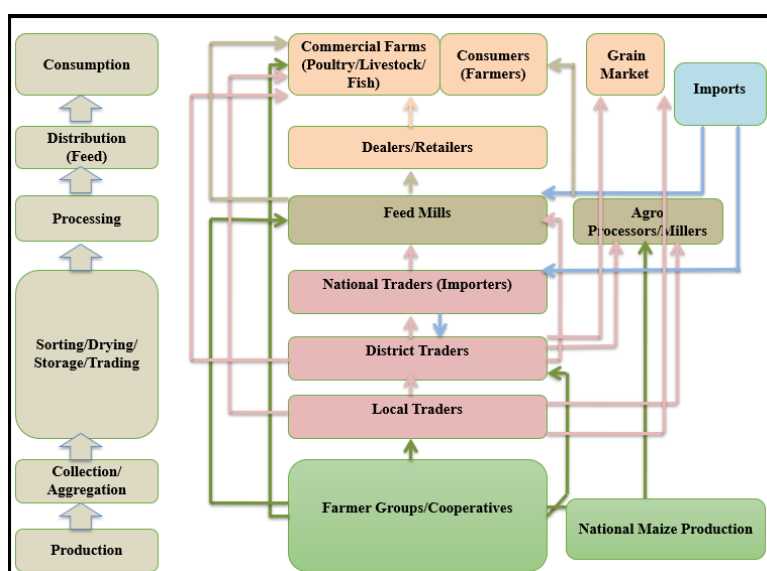 Consumption
Distribution
(Feed)
Processing
Sorting/Drying/
Storage/Trading
Collection/
Aggregation
Production
Commercial Farms
(Poultry/Livestock/
Fish)
Consumers
(Farmers)
Grain
Market
Imports
Dealers/Retailers
Feed Mills
Agro
Processors/Millers
National Traders (Importers)
District Traders
Local Traders
Farmer Groups/Cooperatives
National Maize Production